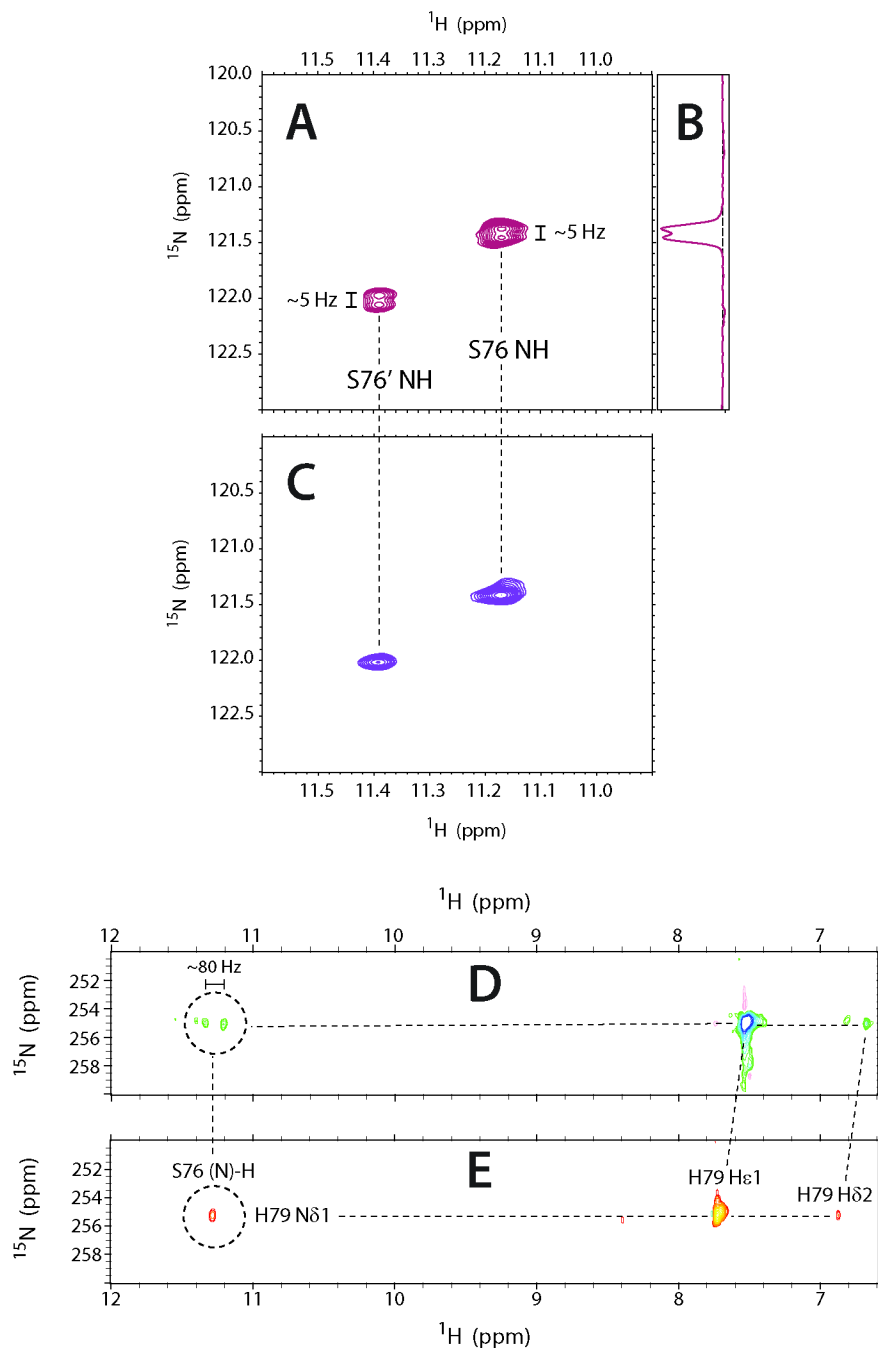 ¹H (ppm)
11.5 11.4 11.3 11.2 11.1 11.0
A
B
¹⁵N (ppm)
120.0
120.5
121.0
121.5
122.0
122.5
~5 Hz
~5 Hz
S76 NH
S76’ NH
C
¹⁵N (ppm)
120.5
121.0
121.5
122.0
122.5
11.5 11.4 11.3 11.2 11.1 11.0
¹H (ppm)
¹H (ppm)
12 11 10 9 8 7
D
¹⁵N (ppm)
252
254
256
258
~80 Hz
E
¹⁵N (ppm)
252
254
256
258
S76 (N)-H
H79 Nδ1
H79 Hε1
H79 Hδ2
12 11 10 9 8 7
¹H (ppm)